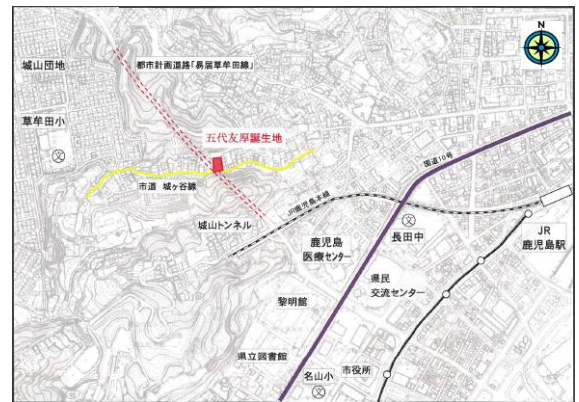 N
城山団地
都市計画道路「易居草牟田線」
草牟田小
文
五代友厚誕生地
国道10号
市道 城ヶ谷線
JR鹿児島本線
城山トンネル
文
長田中
JR
鹿児島駅
鹿児島
医療センター
県民
交流センター
黎明館
県立図書館
市役所
名山小
文